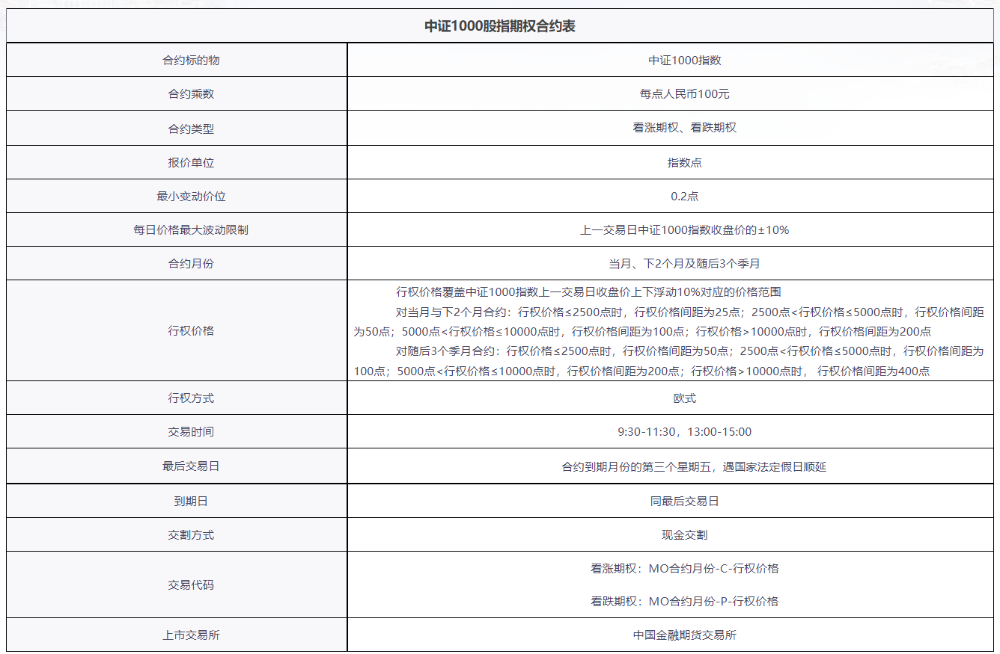 中证1000股指期权合约表
合约标的物
中证1000指数
合约乘数
每点人民币100元
合约类型
看涨期权、看跌期权
报价单位
指数点
最小变动价位
0.2点
每日价格最大波动限制
上一交易日中证1000指数收盘价的±10%
合约月份
当月、下2个月及随后3个季月
行权价格
行权价格覆盖中证1000指数上一交易日收盘价上下浮动10%对应的价格范围
对当月与下2个月合约：行权价格≤2500点时，行权价格间距为25点；2500点<行权价格≤5000点时，行权价格间距
为50点；5000点<行权价格≤10000点时，行权价格间距为100点；行权价格>10000点时，行权价格间距为200点
对随后3个季月合约：行权价格≤2500点时，行权价格间距为50点；2500点<行权价格≤5000点时，行权价格间距为
100点；5000点<行权价格≤10000点时，行权价格间距为200点；行权价格>10000点时， 行权价格间距为400点
行权方式
欧式
交易时间
9:30-11:30，13:00-15:00
最后交易日
合约到期月份的第三个星期五，遇国家法定假日顺延
到期日
同最后交易日
交割方式
现金交割
交易代码
看涨期权：MO合约月份-C-行权价格
看跌期权：MO合约月份-P-行权价格
上市交易所
中国金融期货交易所